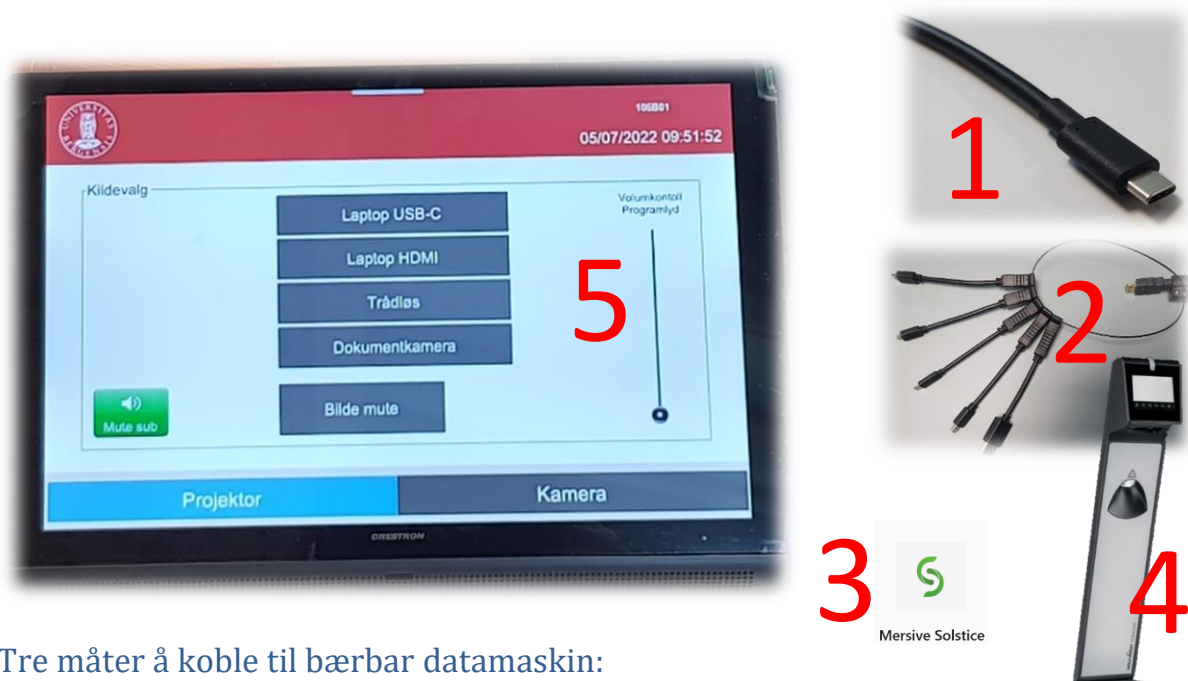 106B01
05/07/2022 09:51:52
Kildevalg
Laptop USB-C
Laptop HDMI
Trådløs
Dokumentkamera
Bilde mute
Mute sub
Volumkontoll
Programlyd
Projektor
Kamera
CRESTRON
1
2
3
4
5
Mersive Solstice
Tre måter å koble til bærbar datamaskin: